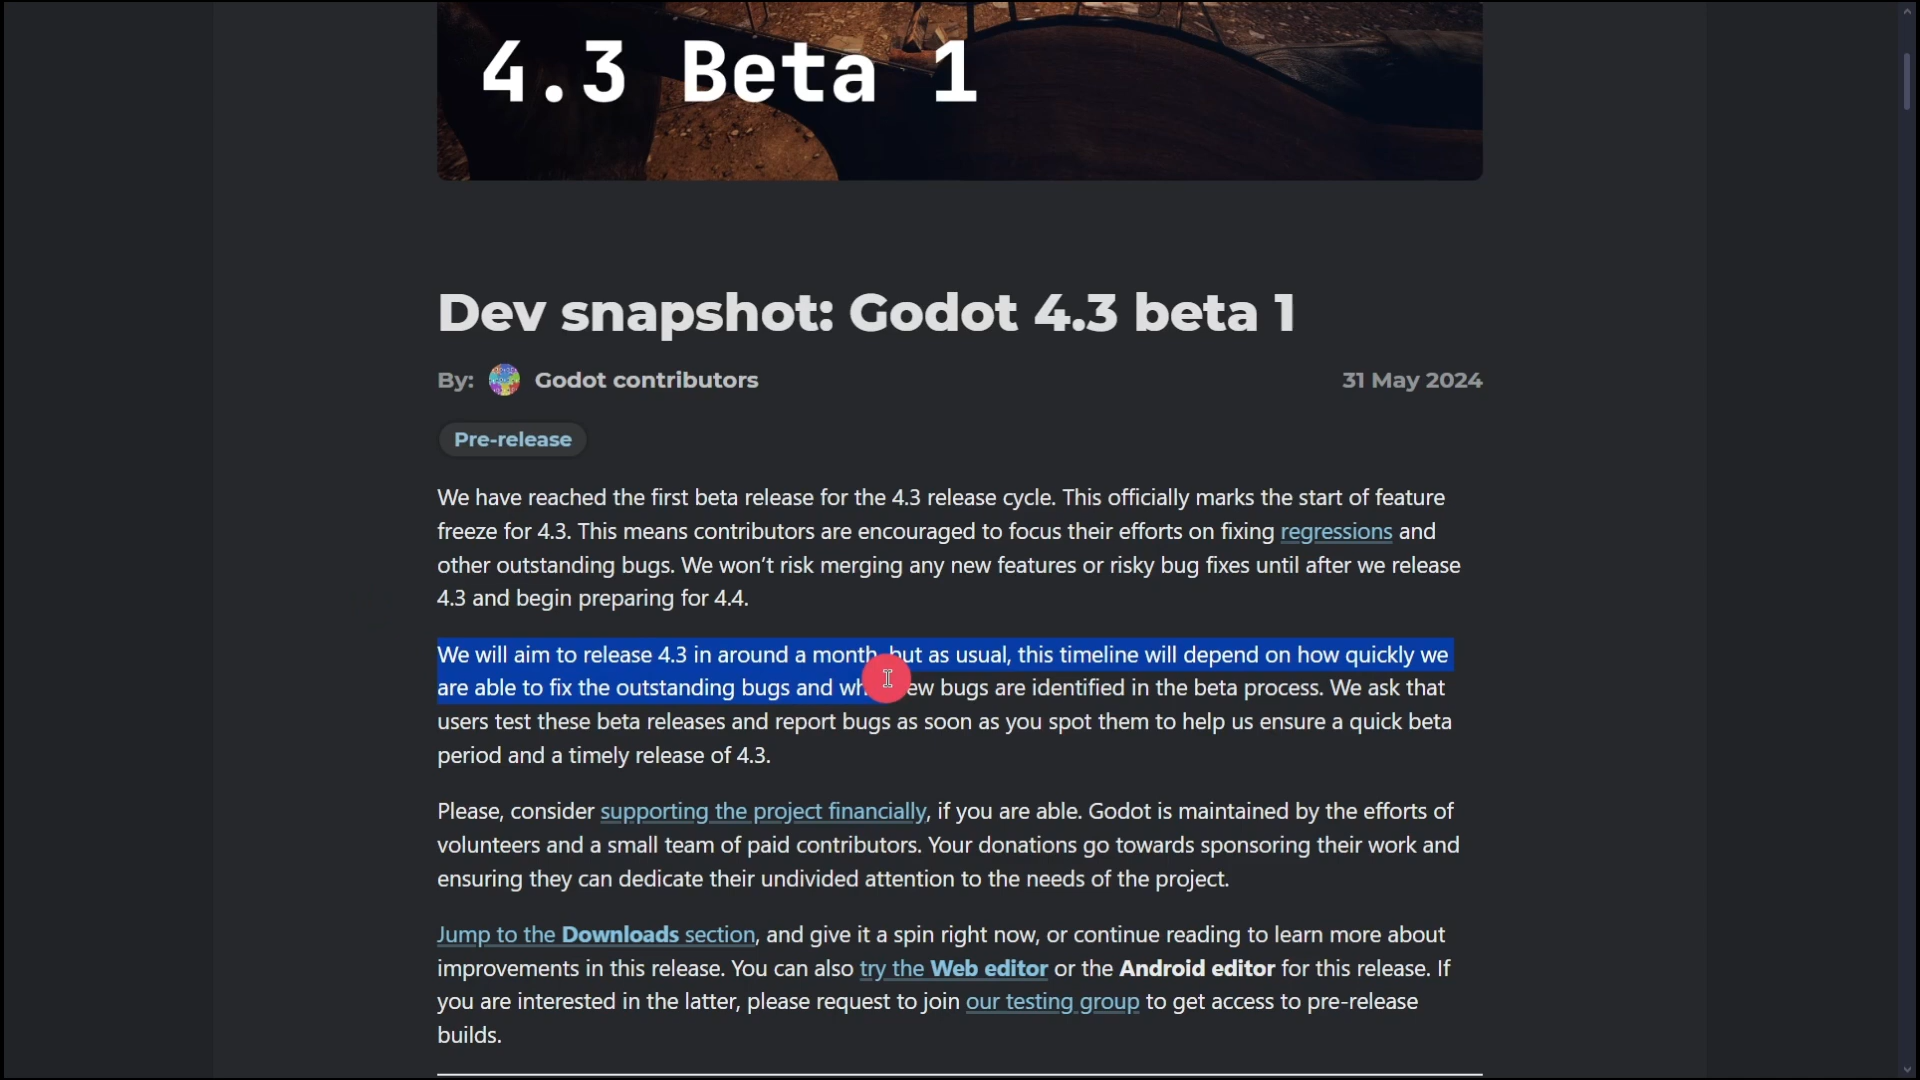 4.3 Beta 1
Dev snapshot: Godot 4.3 beta 1
By: Godot contributors
31 May 2024
Pre-release
We have reached the first beta release for the 4.3 release cycle. This officially marks the start of feature
freeze for 4.3. This means contributors are encouraged to focus their efforts on fixing regressions and
other outstanding bugs. We won't risk merging any new features or risky bug fixes until after we release
4.3 and begin preparing for 4.4.
We will aim to release 4.3 in around a month, but as usual, this timeline will depend on how quickly we
are able to fix the outstanding bugs and bugs are identified in the beta process. We ask that
users test these beta releases and report bugs as soon as you spot them to help us ensure a quick beta
period and a timely release of 4.3.
Please, consider supporting the project financially, if you are able. Godot is maintained by the efforts of
volunteers and a small team of paid contributors. Your donations go towards sponsoring their work and
ensuring they can dedicate their undivided attention to the needs of the project.
Jump to the Downloads section, and give it a spin right now, or continue reading to learn more about
improvements in this release. You can also try the Web editor or the Android editor for this release. If
you are interested in the latter, please request to join our testing group to get access to pre-release
builds.